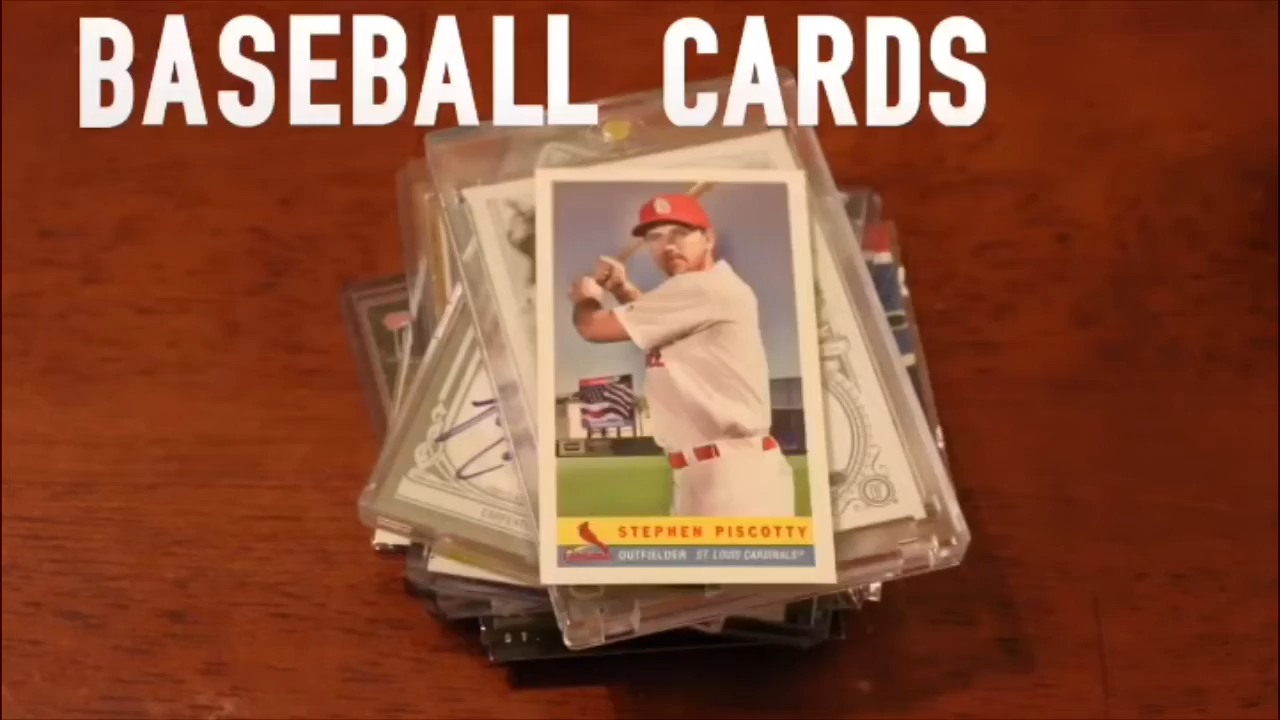 BASEBALL CARDS
STEPHEN PISCOTTY
OUTFIELDER ST. LOUIS CARDINALS®